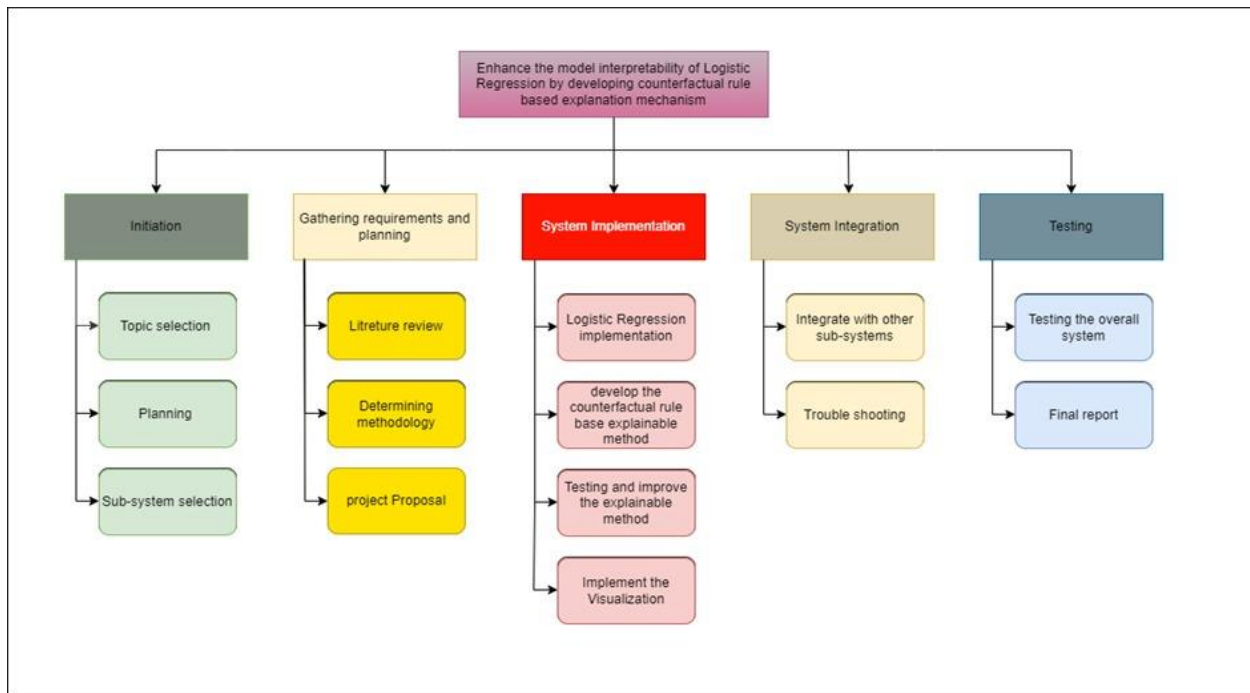 Enhance the model interpretability of Logistic
Regression by developing counterfactual rule
based explanation mechanism
Initiation
Gathering requirements and
planning
System Implementation
System Integration
Testing
Topic selection
Planning
Sub-system selection
Litreture review
Determining
methodology
project Proposal
Logistic Regression
implementation
develop the
counterfactual rule
base explainable
method
Testing and improve
the explainable
method
Implement the
Visualization
Integrate with other
sub-systems
Trouble shooting
Testing the overall
system
Final report